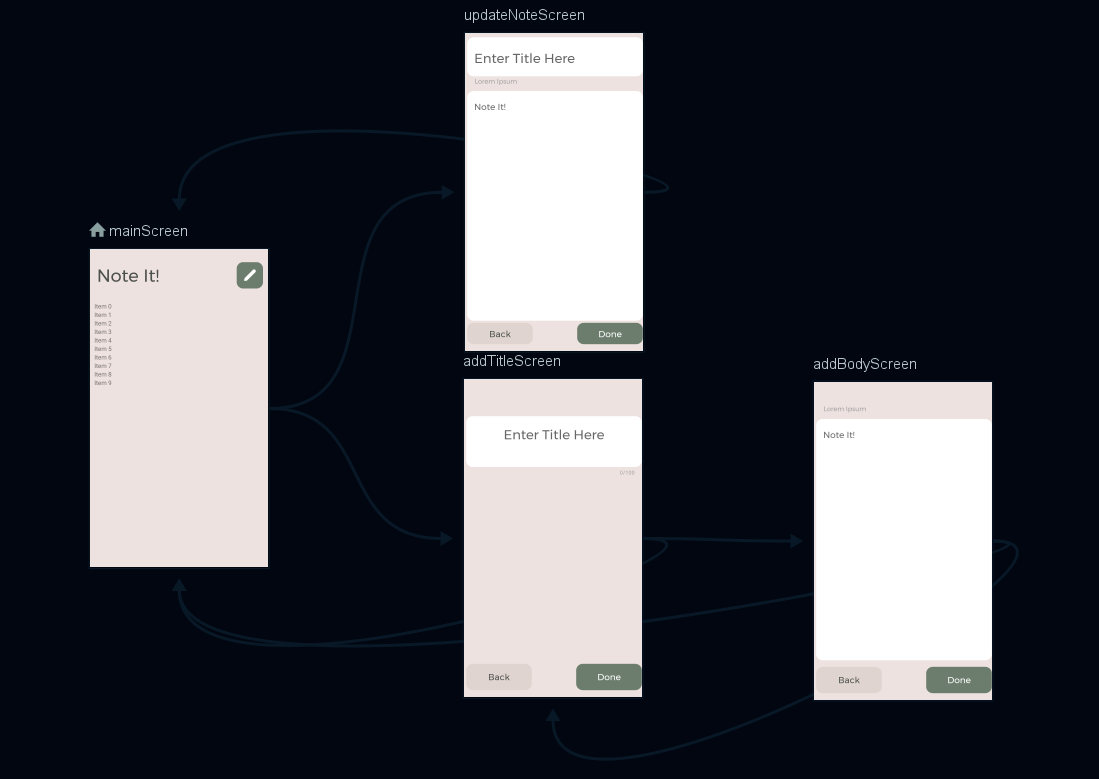 updateNoteScreen
Enter Title Here
Lorem Ipsum
Note It!
Back
Done
mainScreen
Note It!
Item 0
Item 1
Item 2
Item 3
Item 4
Item 5
Item 6
Item 7
Item 8
Item 9
addTitleScreen
Enter Title Here
0/100
Back
Done
addBodyScreen
Lorem Ipsum
Note It!
Back
Done